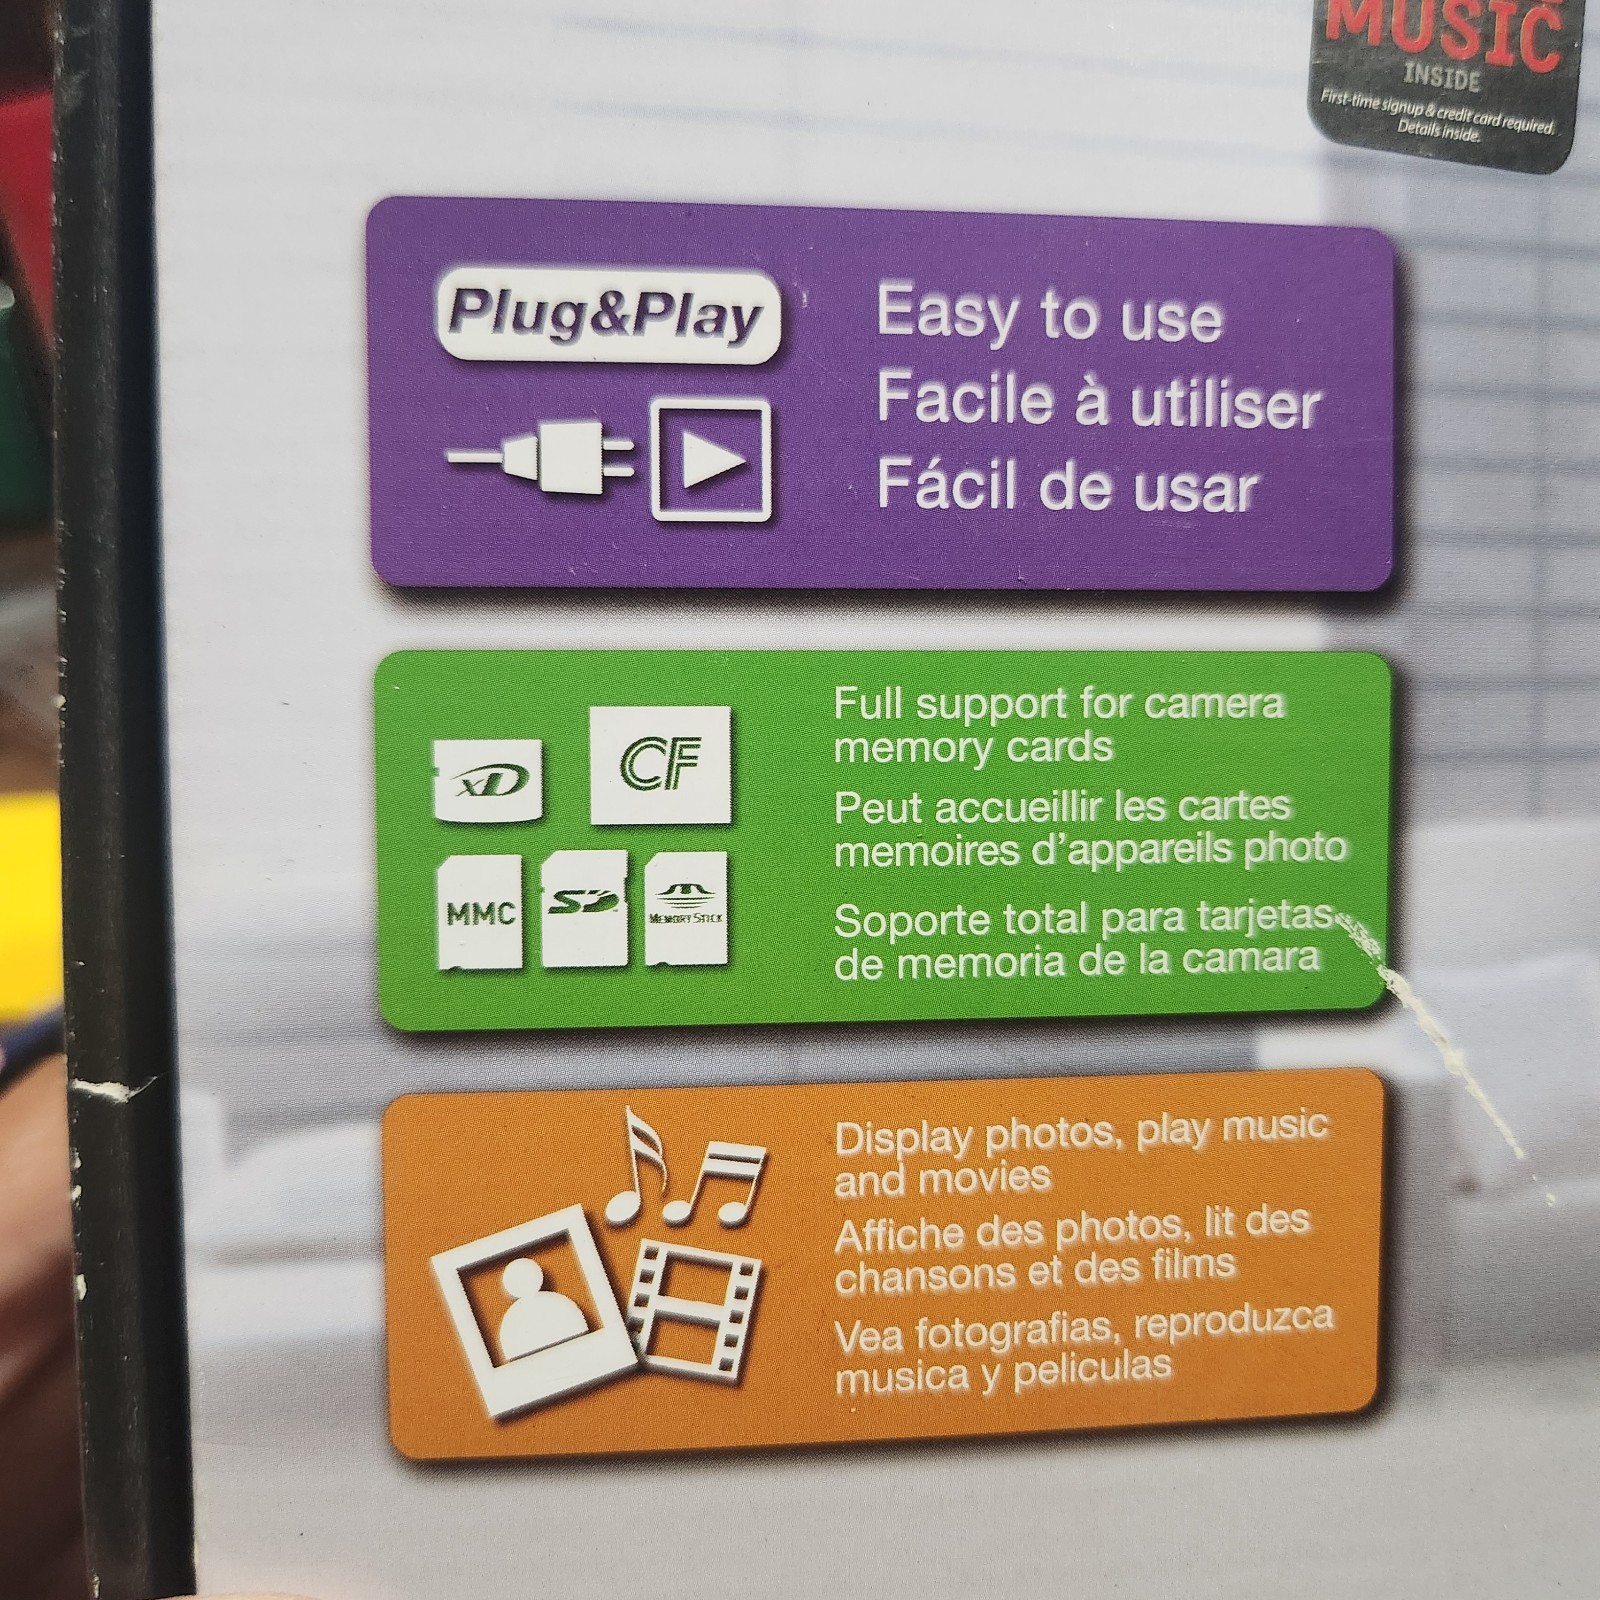 MUSIC
INSIDE
First-time signup & credit card required.
Details inside.
Plug&Play
Easy to use
Facile à utiliser
Fácil de usar
xD
CF
MMC
SD
MEMORY STICK
Full support for camera
memory cards
Peut accueillir les cartes
memoires d'appareils photo
Soporte total para tarjetas
de memoria de la camara
Display photos, play music
and movies
Affiche des photos, lit des
chansons et des films
Vea fotografias, reproduzca
musica y peliculas